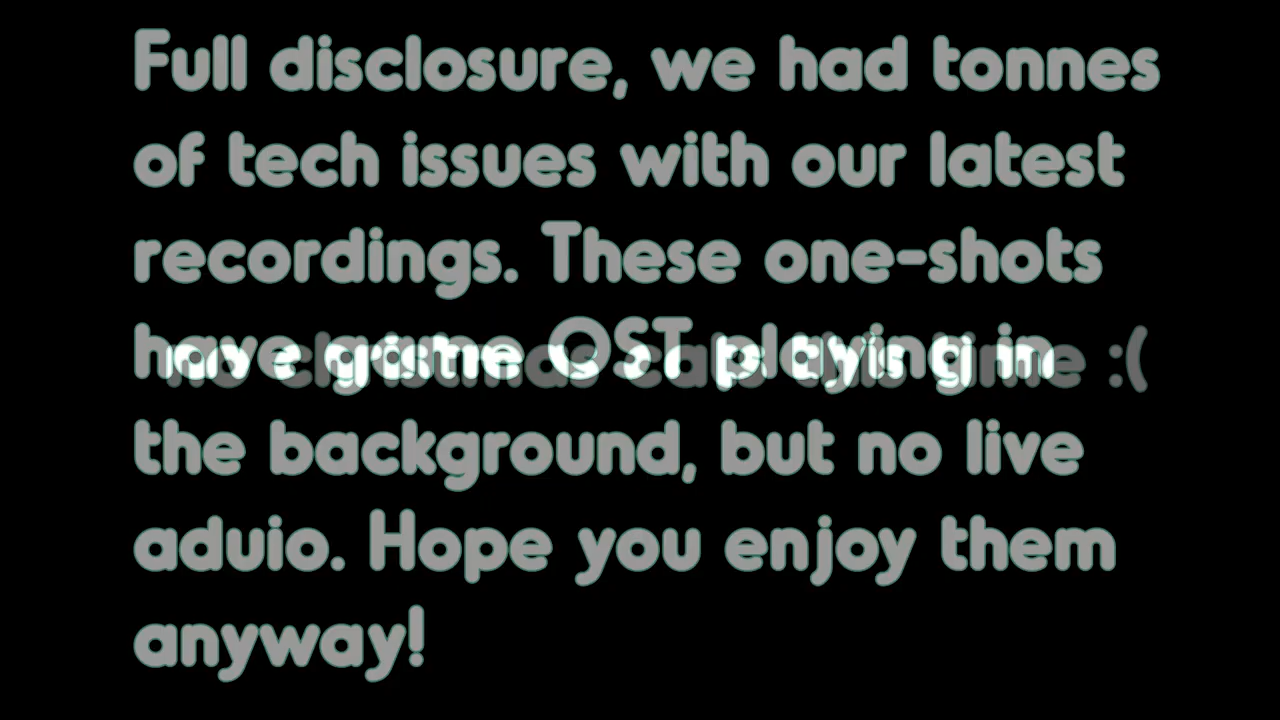 Full disclosure, we had tonnes
of tech issues with our latest
recordings. These one-shots
have game OST playing in
no christmas cats this time :(
the background, but no live
aduio. Hope you enjoy them
anyway!